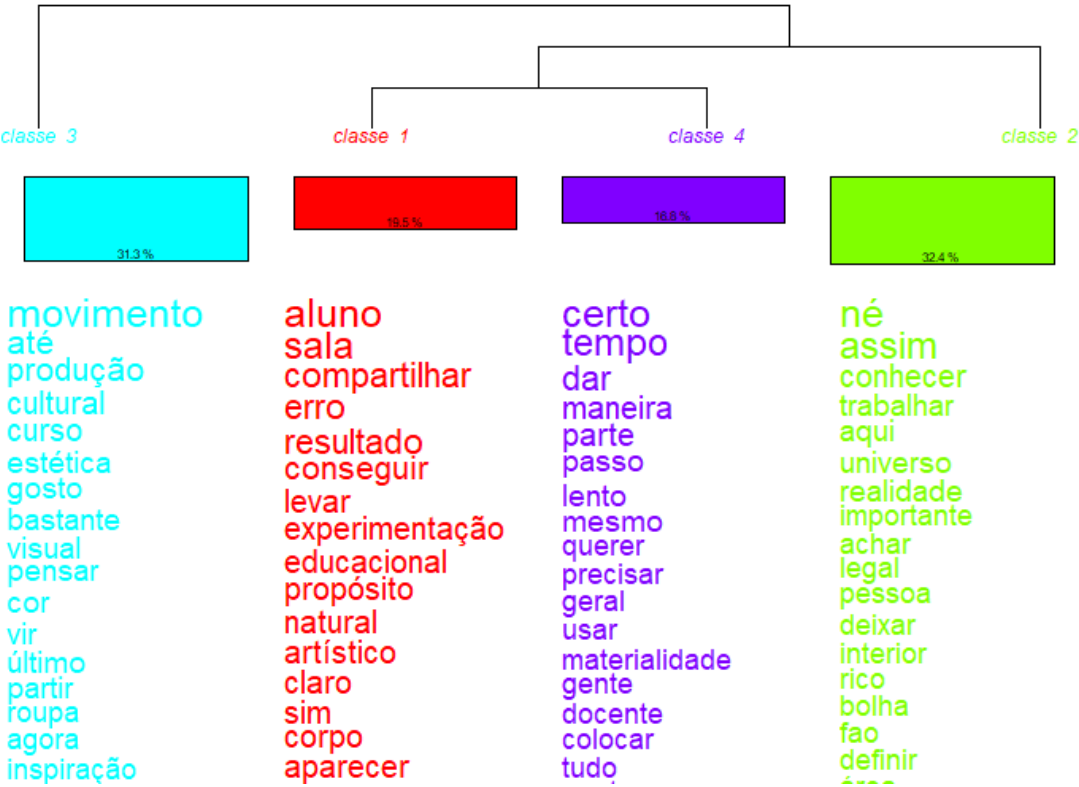 classe 3
classe 1
classe 4
classe 2
31.3 %
19.5 %
16.8 %
32.4 %
movimento
até
produção
cultural
curso
estética
gosto
bastante
visual
pensar
cor
vir
último
partir
roupa
agora
inspiração
aluno
sala
compartilhar
erro
resultado
conseguir
levar
experimentação
educacional
propósito
natural
artístico
claro
sim
corpo
aparecer
certo
tempo
dar
maneira
parte
passo
lento
mesmo
querer
precisar
geral
usar
materialidade
gente
docente
colocar
tudo
né
assim
conhecer
trabalhar
aqui
universo
realidade
importante
achar
legal
pessoa
deixar
interior
rico
bolha
fao
definir